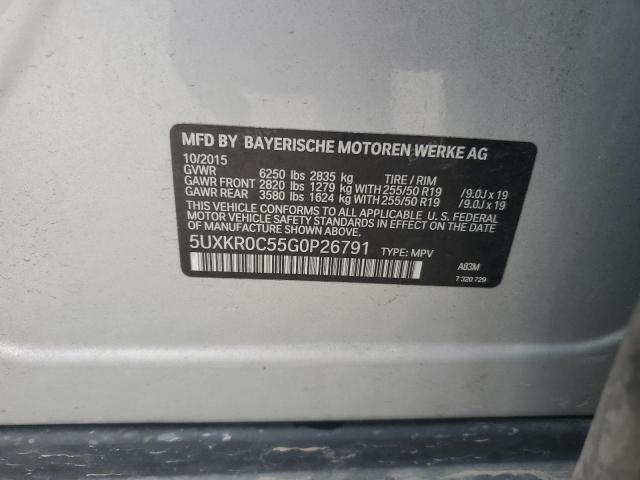 MFD BY BAYERISCHE MOTOREN WERKE AG
10/2015
GVWR 6250 lbs 2835 kg TIRE / RIM
GAWR FRONT 2820 lbs 1279 kg WITH 255/50 R19 / 9.0J x 19
GAWR REAR 3580 lbs 1624 kg WITH 255/50 R19 / 9.0J x 19
THIS VEHICLE CONFORMS TO ALL APPLICABLE U. S. FEDERAL
MOTOR VEHICLE SAFETY STANDARDS IN EFFECT ON THE
DATE OF MANUFACTURE SHOWN ABOVE.
5UXKR0C55G0P26791 TYPE: MPV
A83M
7 320 729